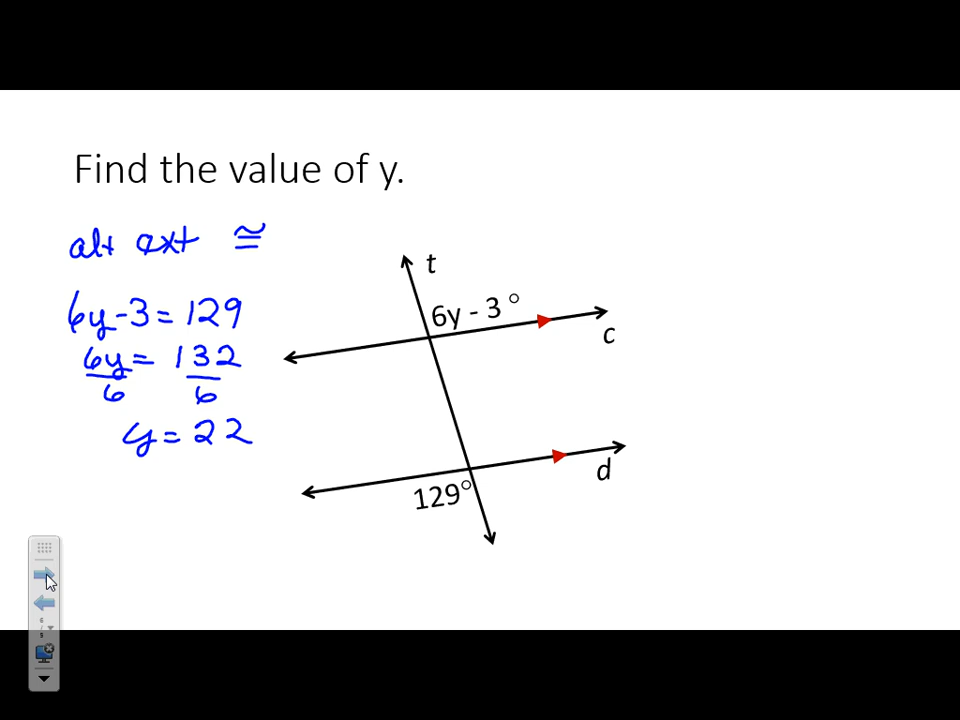 Find the value of y.
alt ext ≅
6y-3=129
6y = 132
6 6
y = 22
t
6y - 3 °
c
d
129°